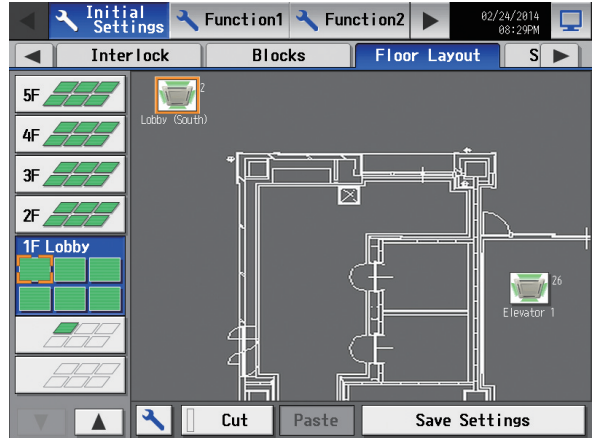 Initial
Settings
Function1
Function2
02/24/2014
08:29PM
Interlock
Blocks
Floor Layout
S
5F
4F
3F
2F
1F Lobby
2
Lobby (South)
26
Elevator 1
Cut
Paste
Save Settings